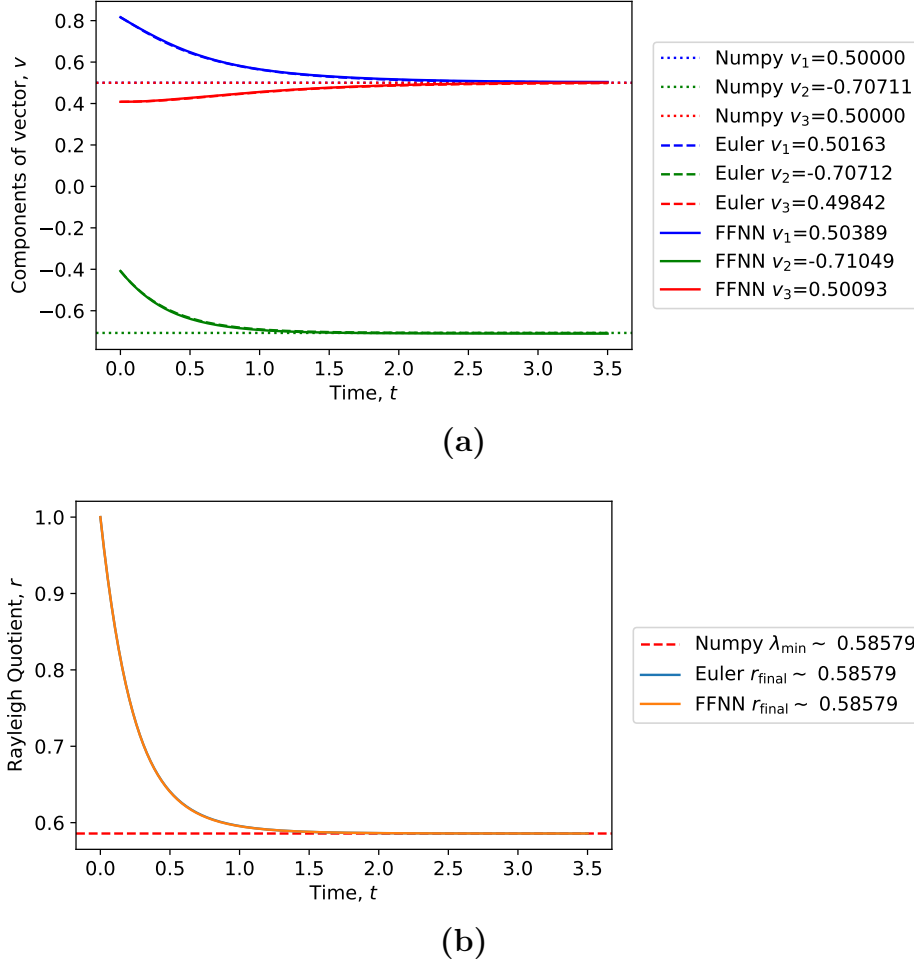 0.8
0.6
0.4
0.2
0.0
−0.2
−0.4
−0.6
Components of vector, v
0.0 0.5 1.0 1.5 2.0 2.5 3.0 3.5
Time, t
Numpy v₁=0.50000
Numpy v₂=-0.70711
Numpy v₃=0.50000
Euler v₁=0.50163
Euler v₂=-0.70712
Euler v₃=0.49842
FFNN v₁=0.50389
FFNN v₂=-0.71049
FFNN v₃=0.50093
(a)
1.0
0.9
0.8
0.7
0.6
Rayleigh Quotient, r
0.0 0.5 1.0 1.5 2.0 2.5 3.0 3.5
Time, t
Numpy λmin ~ 0.58579
Euler rfinal ~ 0.58579
FFNN rfinal ~ 0.58579
(b)